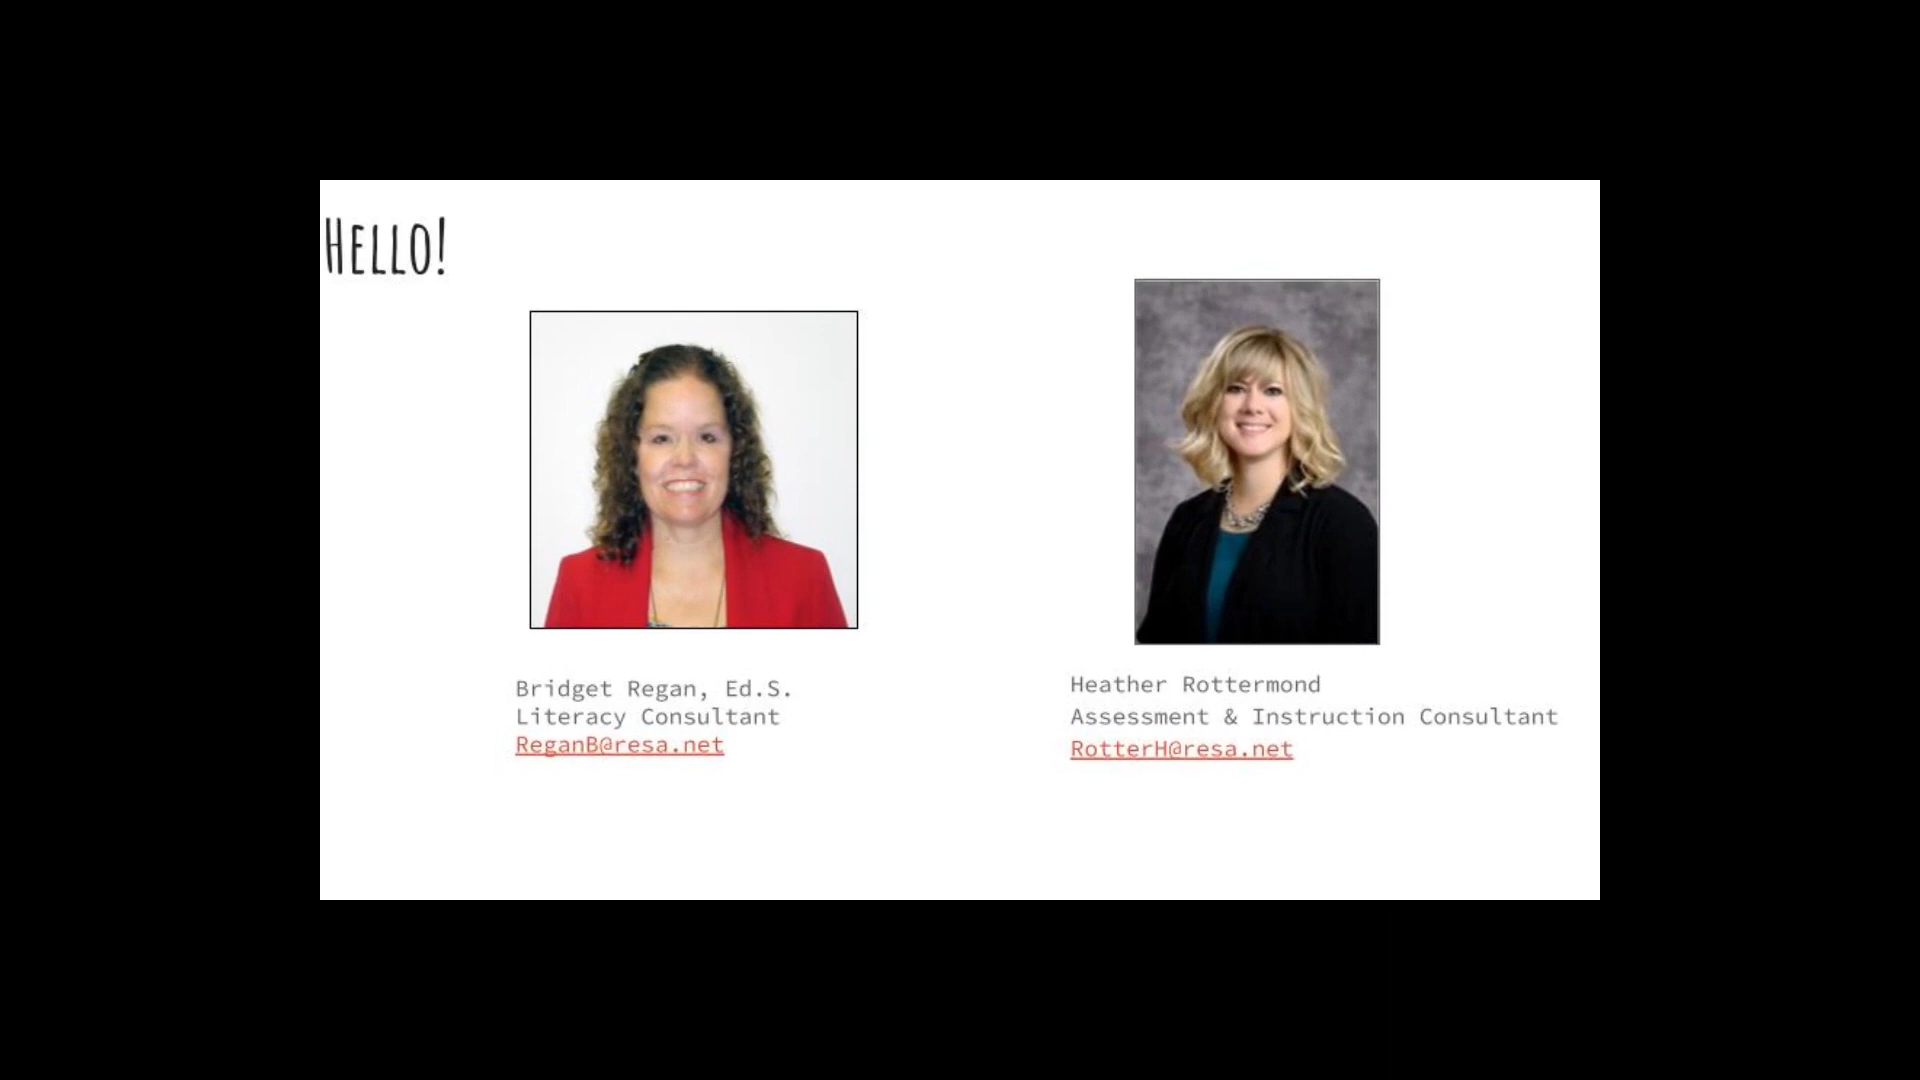 Hello!
Bridget Regan, Ed.S.
Literacy Consultant
ReganB@resa.net
Heather Rottermond
Assessment & Instruction Consultant
RotterH@resa.net